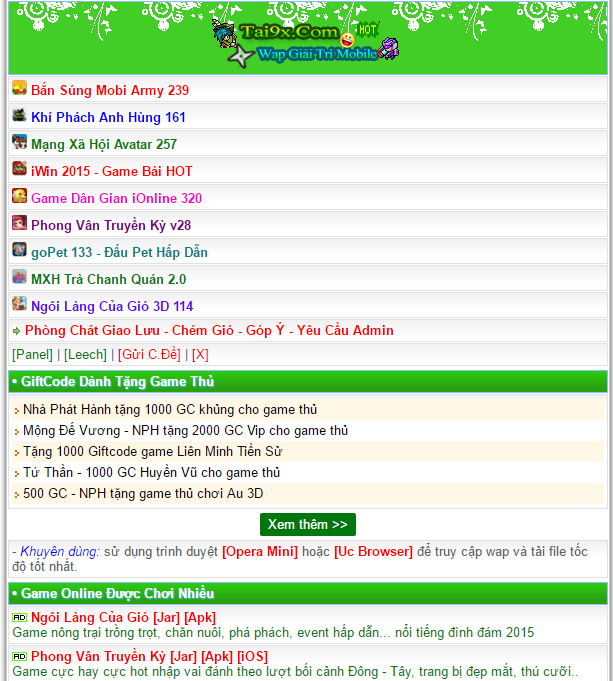 Tai9x.Com HOT
Wap Giải Trí Mobile
Bắn Súng Mobi Army 239
Khí Phách Anh Hùng 161
Mạng Xã Hội Avatar 257
iWin 2015 - Game Bài HOT
Game Dân Gian iOnline 320
Phong Vân Truyền Kỳ v28
goPet 133 - Đấu Pet Hấp Dẫn
MXH Trà Chanh Quán 2.0
Ngôi Làng Của Gió 3D 114
Phòng Chát Giao Lưu - Chém Gió - Góp Ý - Yêu Cầu Admin
[Panel] | [Leech] | [Gửi C.Đề] | [X]
• GiftCode Dành Tặng Game Thủ
Nhà Phát Hành tặng 1000 GC khủng cho game thủ
Mộng Đế Vương - NPH tặng 2000 GC Vip cho game thủ
Tặng 1000 Giftcode game Liên Minh Tiền Sử
Tứ Thần - 1000 GC Huyền Vũ cho game thủ
500 GC - NPH tặng game thủ chơi Au 3D
Xem thêm >>
- Khuyên dùng: sử dụng trình duyệt [Opera Mini] hoặc [Uc Browser] để truy cập wap và tải file tốc
độ tốt nhất.
• Game Online Được Chơi Nhiều
AD Ngôi Làng Của Gió [Jar] [Apk]
Game nông trại trồng trọt, chăn nuôi, phá phách, event hấp dẫn... nổi tiếng đình đám 2015
AD Phong Vân Truyền Kỳ [Jar] [Apk] [iOS]
Game cực hay cực hot nhập vai đánh theo lượt bối cảnh Đông - Tây, trang bị đẹp mắt, thú cưỡi..